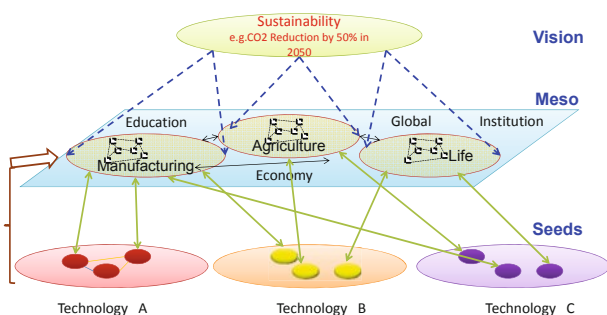 Sustainability
e.g.CO2 Reduction by 50% in
2050
Vision
Meso
Education
Global
Institution
Agriculture
Manufacturing
Life
Economy
Seeds
Technology A
Technology B
Technology C